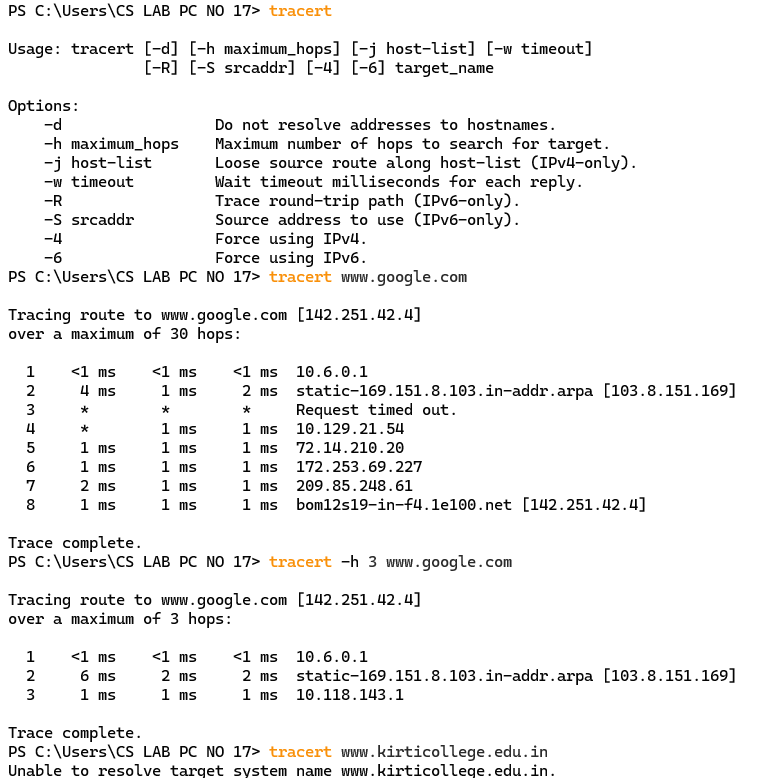 PS C:\Users\CS LAB PC NO 17> tracert
Usage: tracert [-d] [-h maximum_hops] [-j host-list] [-w timeout]
               [-R] [-S srcaddr] [-4] [-6] target_name
Options:
    -d                 Do not resolve addresses to hostnames.
    -h maximum_hops    Maximum number of hops to search for target.
    -j host-list       Loose source route along host-list (IPv4-only).
    -w timeout         Wait timeout milliseconds for each reply.
    -R                 Trace round-trip path (IPv6-only).
    -S srcaddr         Source address to use (IPv6-only).
    -4                 Force using IPv4.
    -6                 Force using IPv6.
PS C:\Users\CS LAB PC NO 17> tracert www.google.com
Tracing route to www.google.com [142.251.42.4]
over a maximum of 30 hops:
  1    <1 ms    <1 ms    <1 ms  10.6.0.1
  2     4 ms     1 ms     2 ms  static-169.151.8.103.in-addr.arpa [103.8.151.169]
  3     *        *        *     Request timed out.
  4     *        1 ms     1 ms  10.129.21.54
  5     1 ms     1 ms     1 ms  72.14.210.20
  6     1 ms     1 ms     1 ms  172.253.69.227
  7     2 ms     1 ms     1 ms  209.85.248.61
  8     1 ms     1 ms     1 ms  bom12s19-in-f4.1e100.net [142.251.42.4]
Trace complete.
PS C:\Users\CS LAB PC NO 17> tracert -h 3 www.google.com
Tracing route to www.google.com [142.251.42.4]
over a maximum of 3 hops:
  1    <1 ms    <1 ms    <1 ms  10.6.0.1
  2     6 ms     2 ms     2 ms  static-169.151.8.103.in-addr.arpa [103.8.151.169]
  3     1 ms     1 ms     1 ms  10.118.143.1
Trace complete.
PS C:\Users\CS LAB PC NO 17> tracert www.kirticollege.edu.in
Unable to resolve target system name www.kirticollege.edu.in.